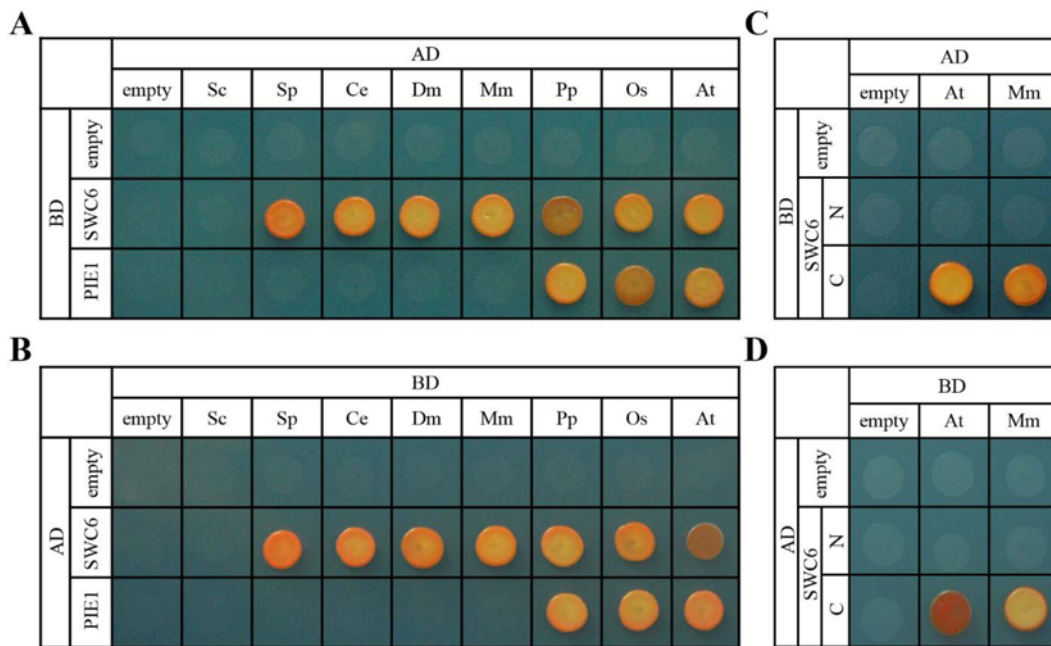 A
AD
empty Sc Sp Ce Dm Mm Pp Os At
BD
empty
SWC6
PIE1
B
BD
empty Sc Sp Ce Dm Mm Pp Os At
AD
empty
SWC6
PIE1
C
AD
empty At Mm
BD
empty
SWC6
N
C
D
BD
empty At Mm
AD
empty
SWC6
N
C